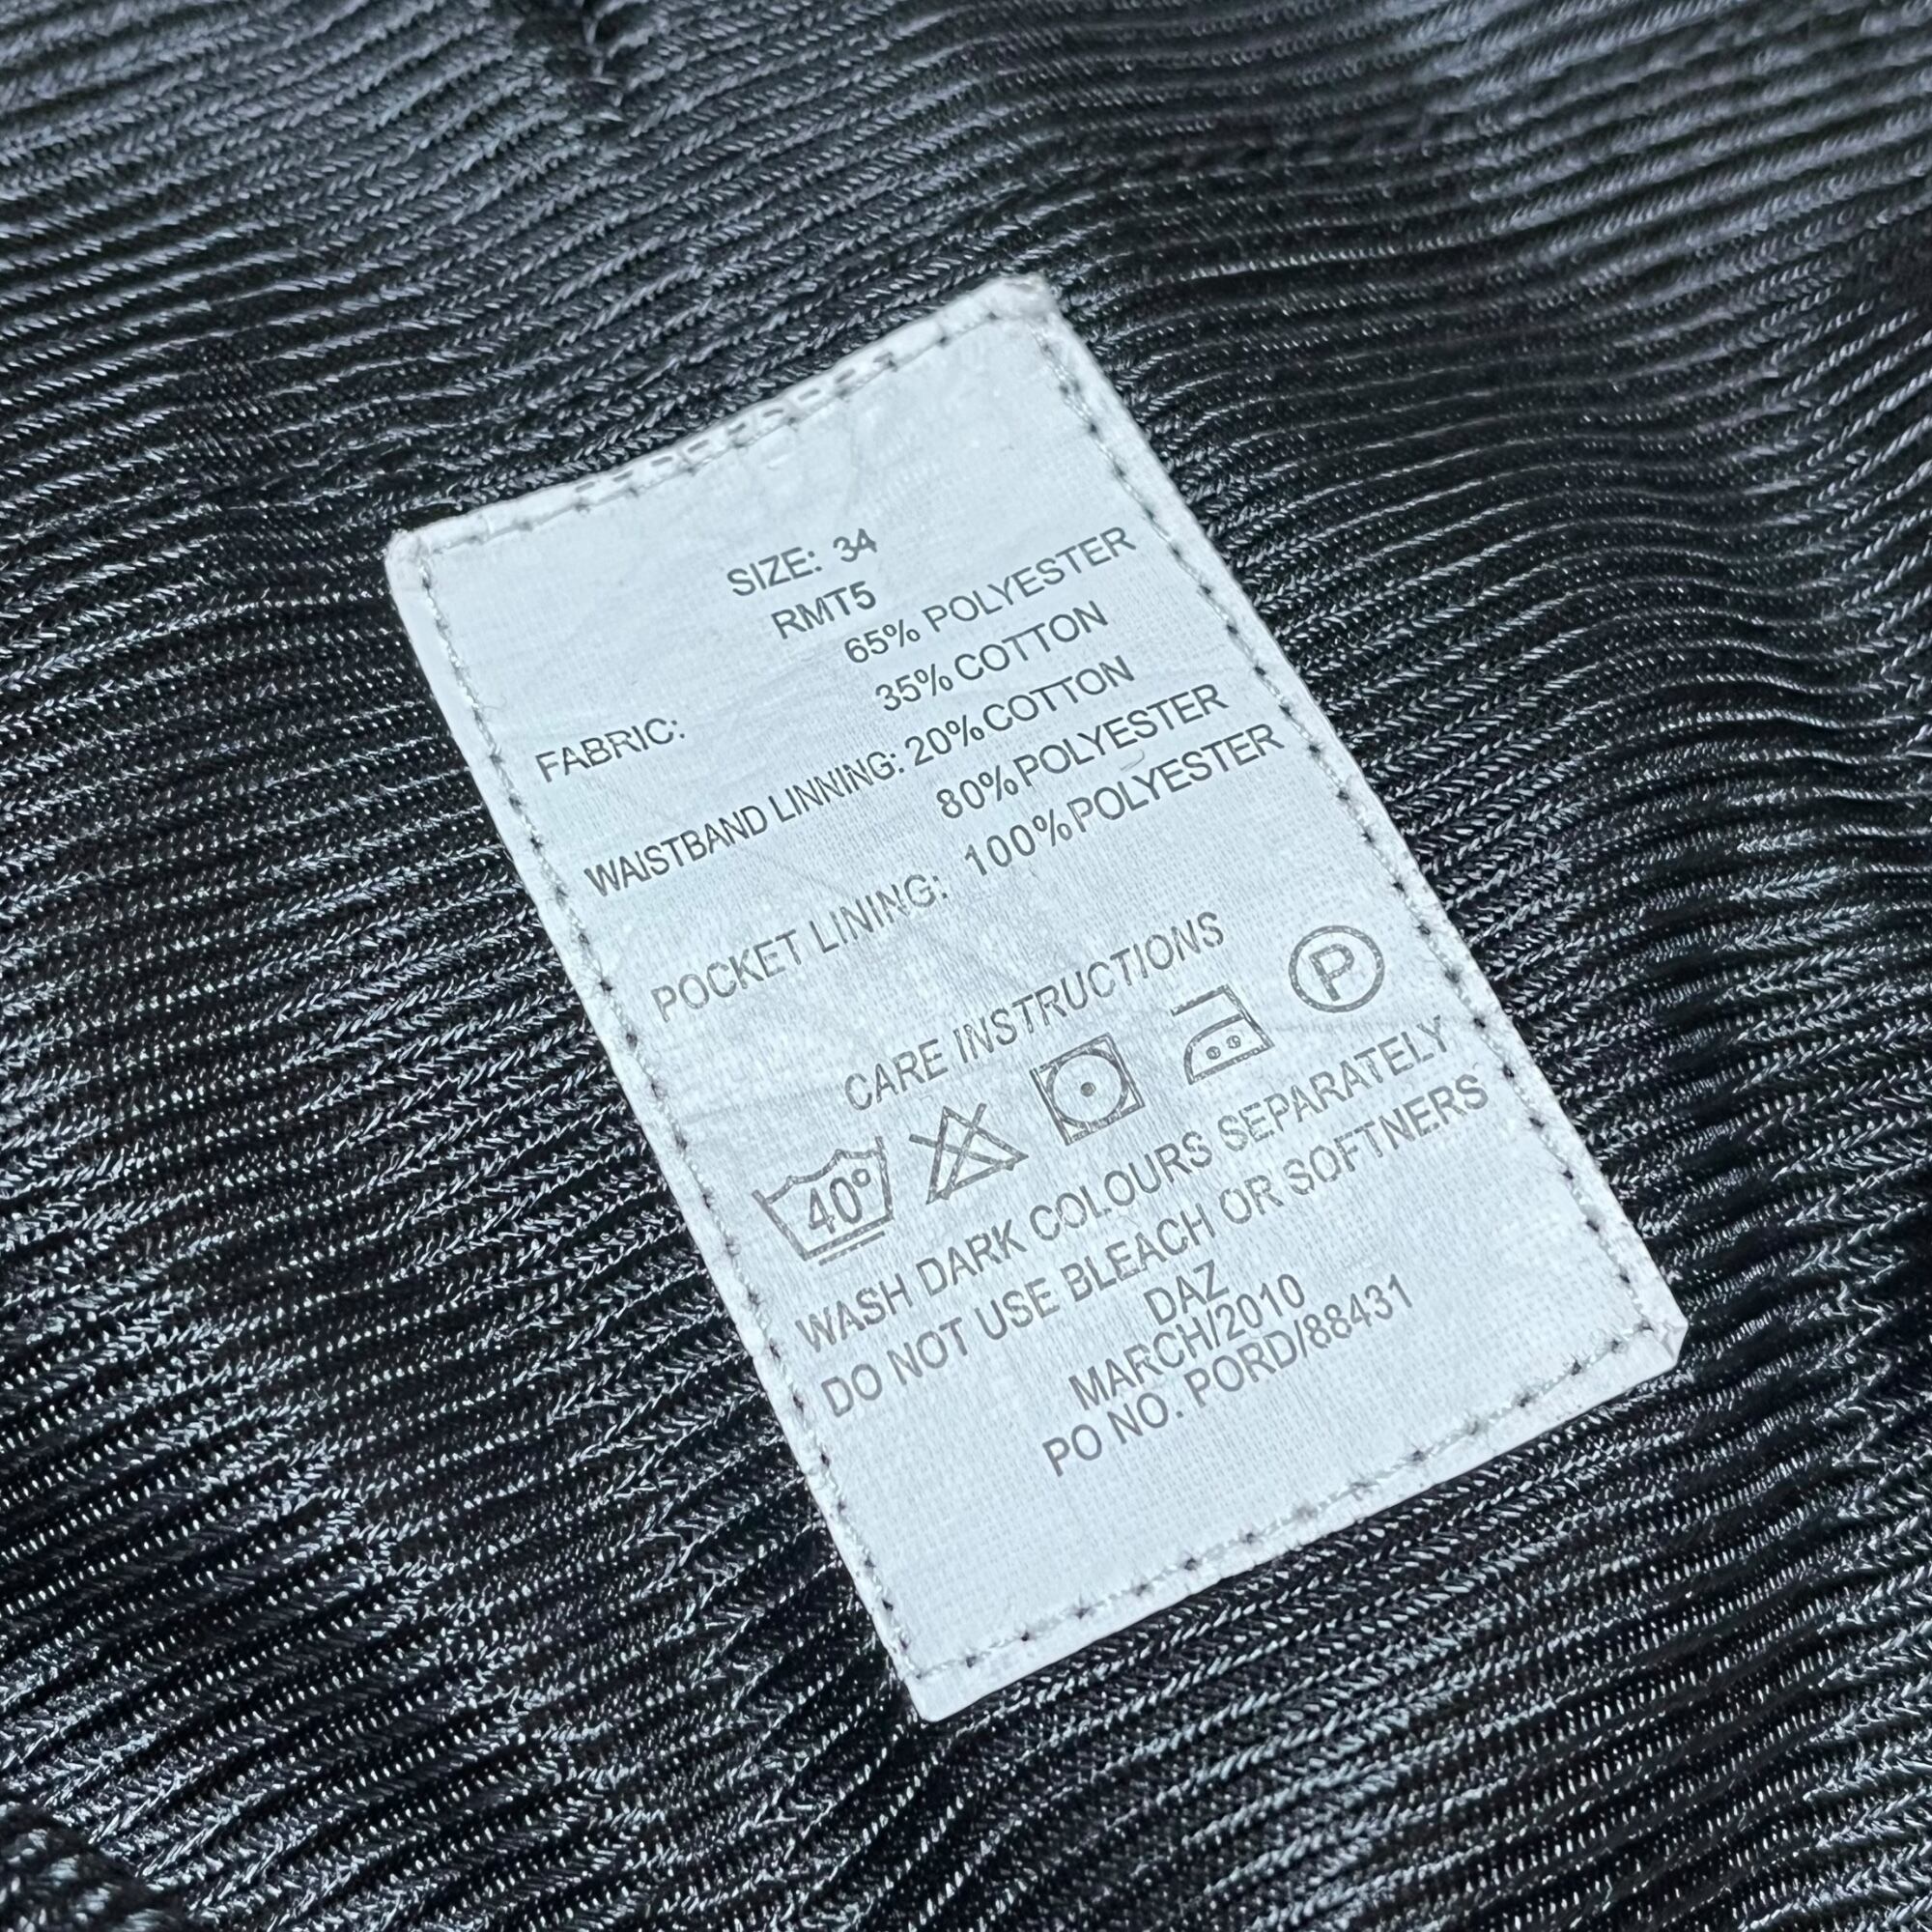 SIZE: 34
RMT5
65% POLYESTER
FABRIC: 35% COTTON
WAISTBAND LINNING: 20%COTTON
80%POLYESTER
POCKET LINING: 100%POLYESTER
CARE INSTRUCTIONS
40° P
WASH DARK COLOURS SEPARATELY
DO NOT USE BLEACH OR SOFTNERS
DAZ
MARCH/2010
PO NO. PORD/88431